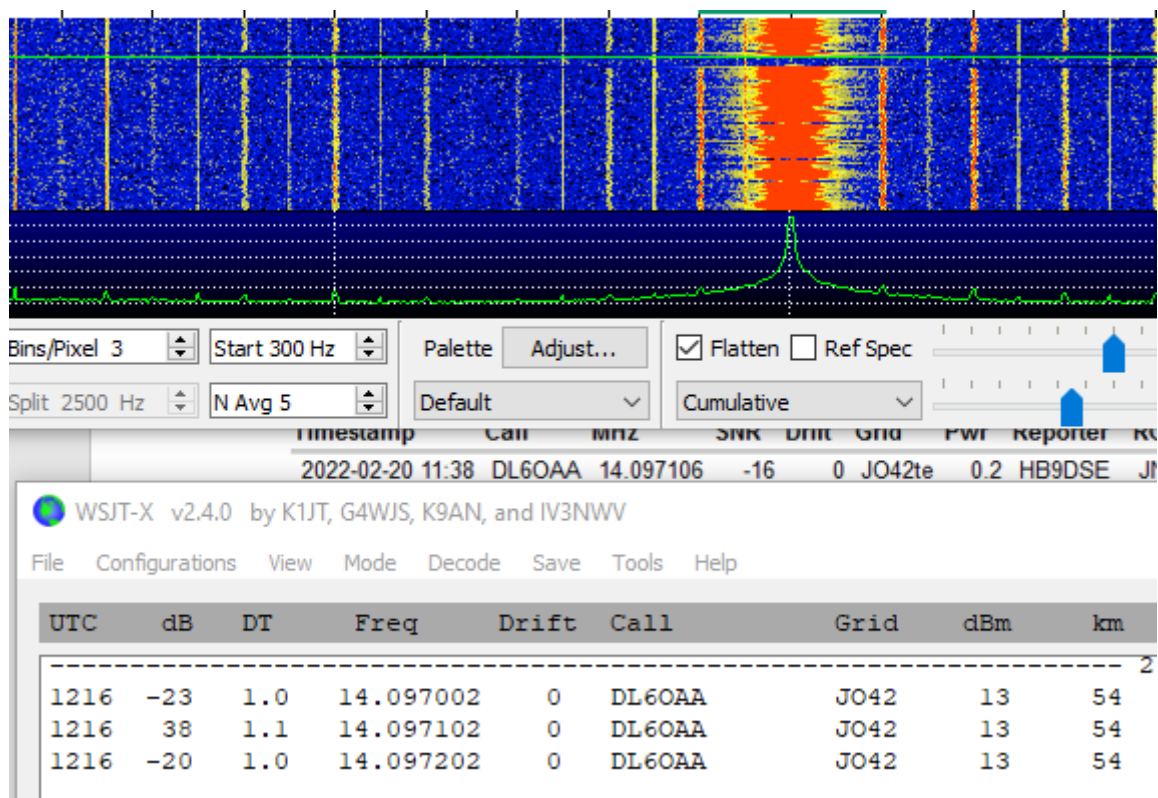 Bins/Pixel 3 Start 300 Hz Palette Adjust... Flatten Ref Spec
Split 2500 Hz N Avg 5 Default Cumulative
Timestamp Call MHz SNR Drift Grid Pwr Reporter
2022-02-20 11:38 DL6OAA 14.097106 -16 0 JO42te 0.2 HB9DSE
WSJT-X v2.4.0 by K1JT, G4WJS, K9AN, and IV3NWV
File Configurations View Mode Decode Save Tools Help
UTC dB DT Freq Drift Call Grid dBm km
---------------------------------------------------------------------- 2
1216 -23 1.0 14.097002 0 DL6OAA JO42 13 54
1216 38 1.1 14.097102 0 DL6OAA JO42 13 54
1216 -20 1.0 14.097202 0 DL6OAA JO42 13 54